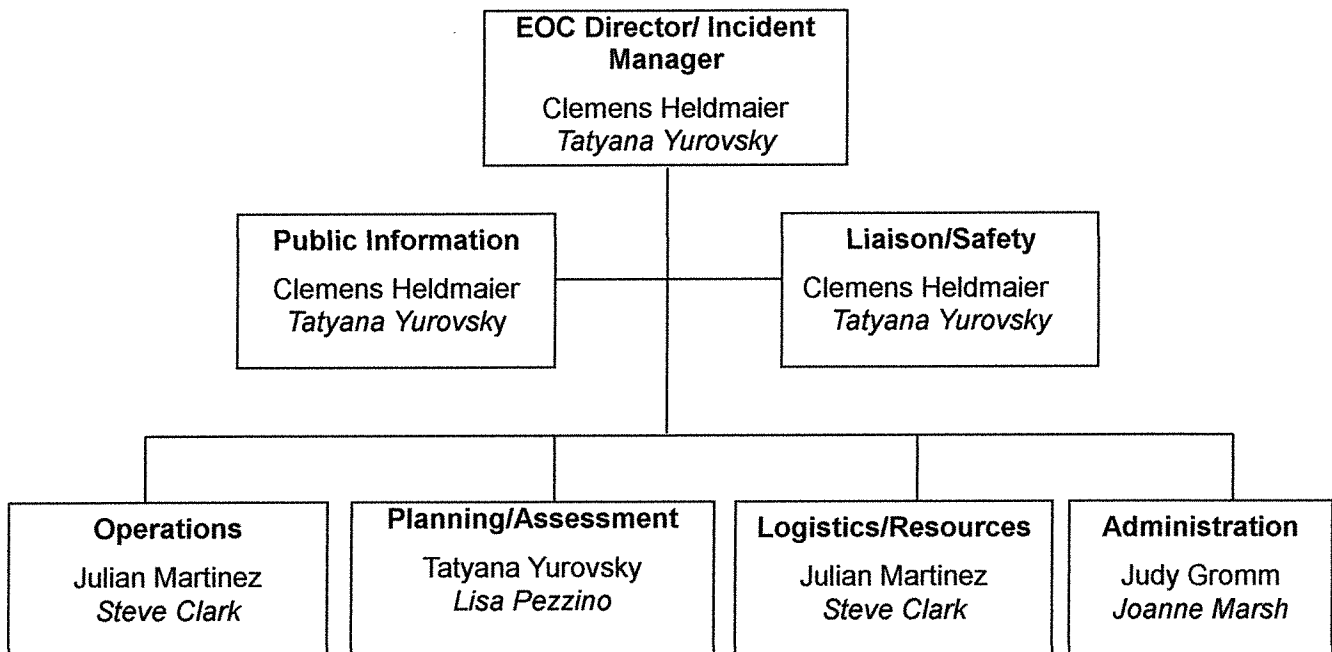 EOC Director/ Incident
Manager
Clemens Heldmaier
Tatyana Yurovsky
Public Information
Clemens Heldmaier
Tatyana Yurovsky
Liaison/Safety
Clemens Heldmaier
Tatyana Yurovsky
Operations
Julian Martinez
Steve Clark
Planning/Assessment
Tatyana Yurovsky
Lisa Pezzino
Logistics/Resources
Julian Martinez
Steve Clark
Administration
Judy Gromm
Joanne Marsh